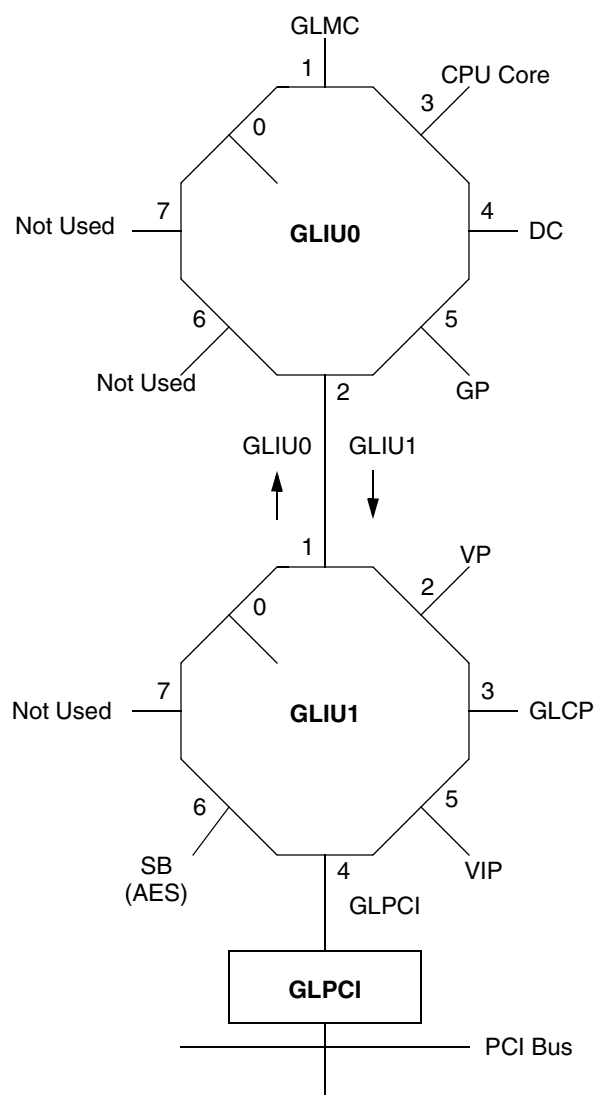 GLMC
1
CPU Core
3
0
Not Used
7
GLIU0
4
DC
6
5
Not Used
2
GP
GLIU0
GLIU1
1
VP
2
0
Not Used
7
GLIU1
3
GLCP
6
5
SB
(AES)
4
VIP
GLPCI
GLPCI
PCI Bus